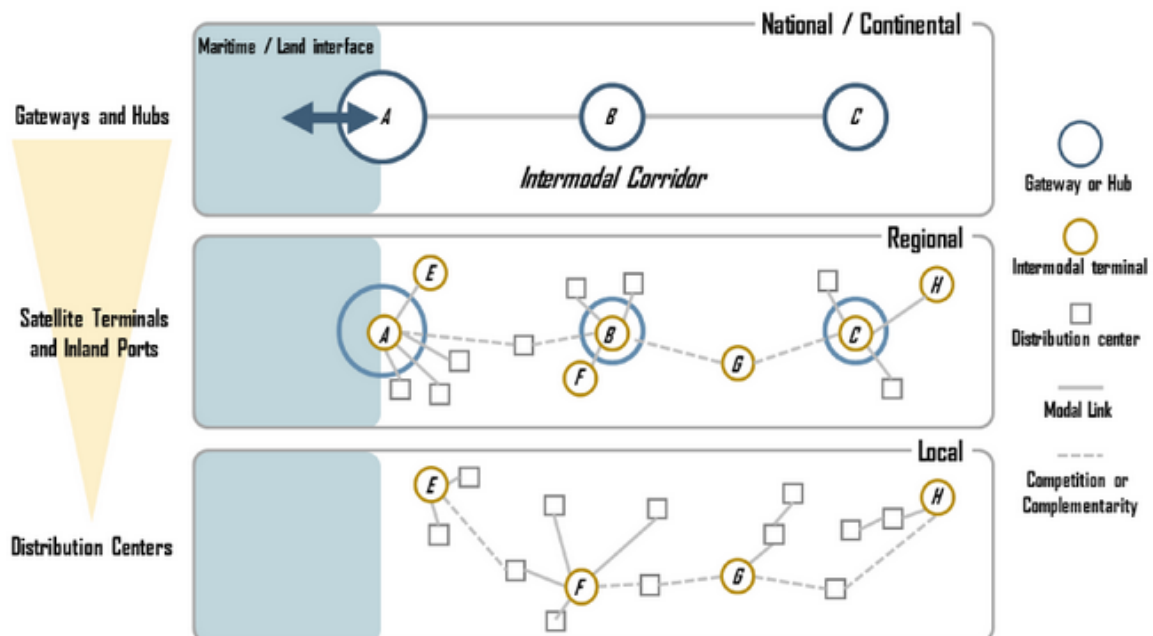 National / Continental
Maritime / Land interface
Gateways and Hubs
A
B
C
Intermodal Corridor
Gateway or Hub
Regional
E
H
Intermodal terminal
Satellite Terminals
and Inland Ports
A
B
C
F
G
Distribution center
Modal Link
Local
E
H
Competition or
Complementarity
Distribution Centers
F
G